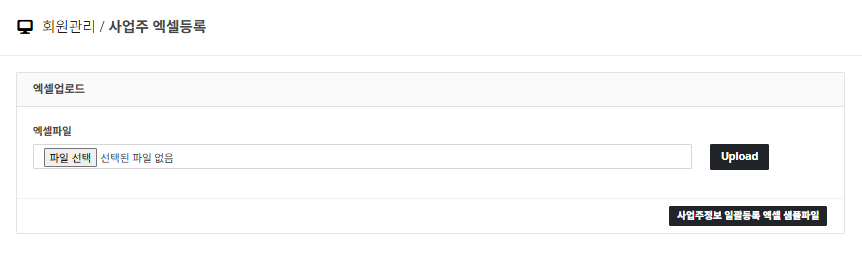 회원관리 / 사업주 엑셀등록
엑셀업로드
엑셀파일
파일 선택 선택된 파일 없음
Upload
사업주정보 일괄등록 엑셀 샘플파일